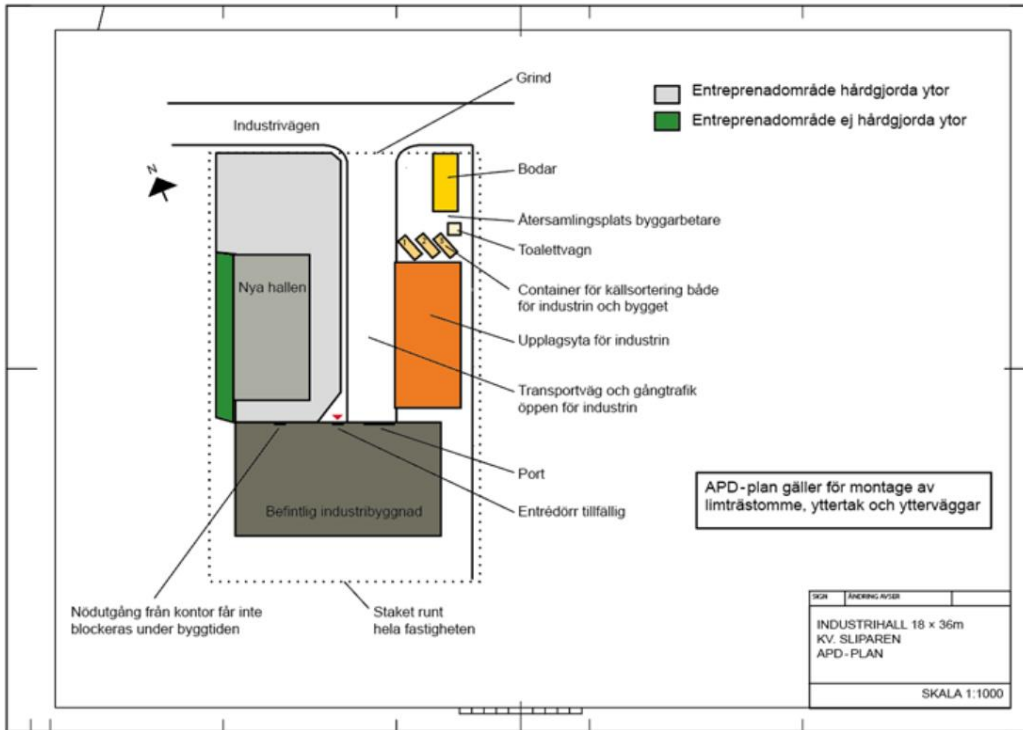 Grind
Entreprenadområde hårdgjorda ytor
Entreprenadområde ej hårdgjorda ytor
Industrivägen
N
Bodar
Återsamlingsplats byggarbetare
Toalettvagn
1 2 3
Container för källsortering både
för industrin och bygget
Nya hallen
Upplagsyta för industrin
Transportväg och gångtrafik
öppen för industrin
Port
Entrédörr tillfällig
Befintlig industribyggnad
APD-plan gäller för montage av
limträstomme, yttertak och ytterväggar
Nödutgång från kontor får inte
blockeras under byggtiden
Staket runt
hela fastigheten
SIGN ÄNDRING AVSER
INDUSTRIHALL 18 × 36m
KV. SLIPAREN
APD-PLAN
SKALA 1:1000